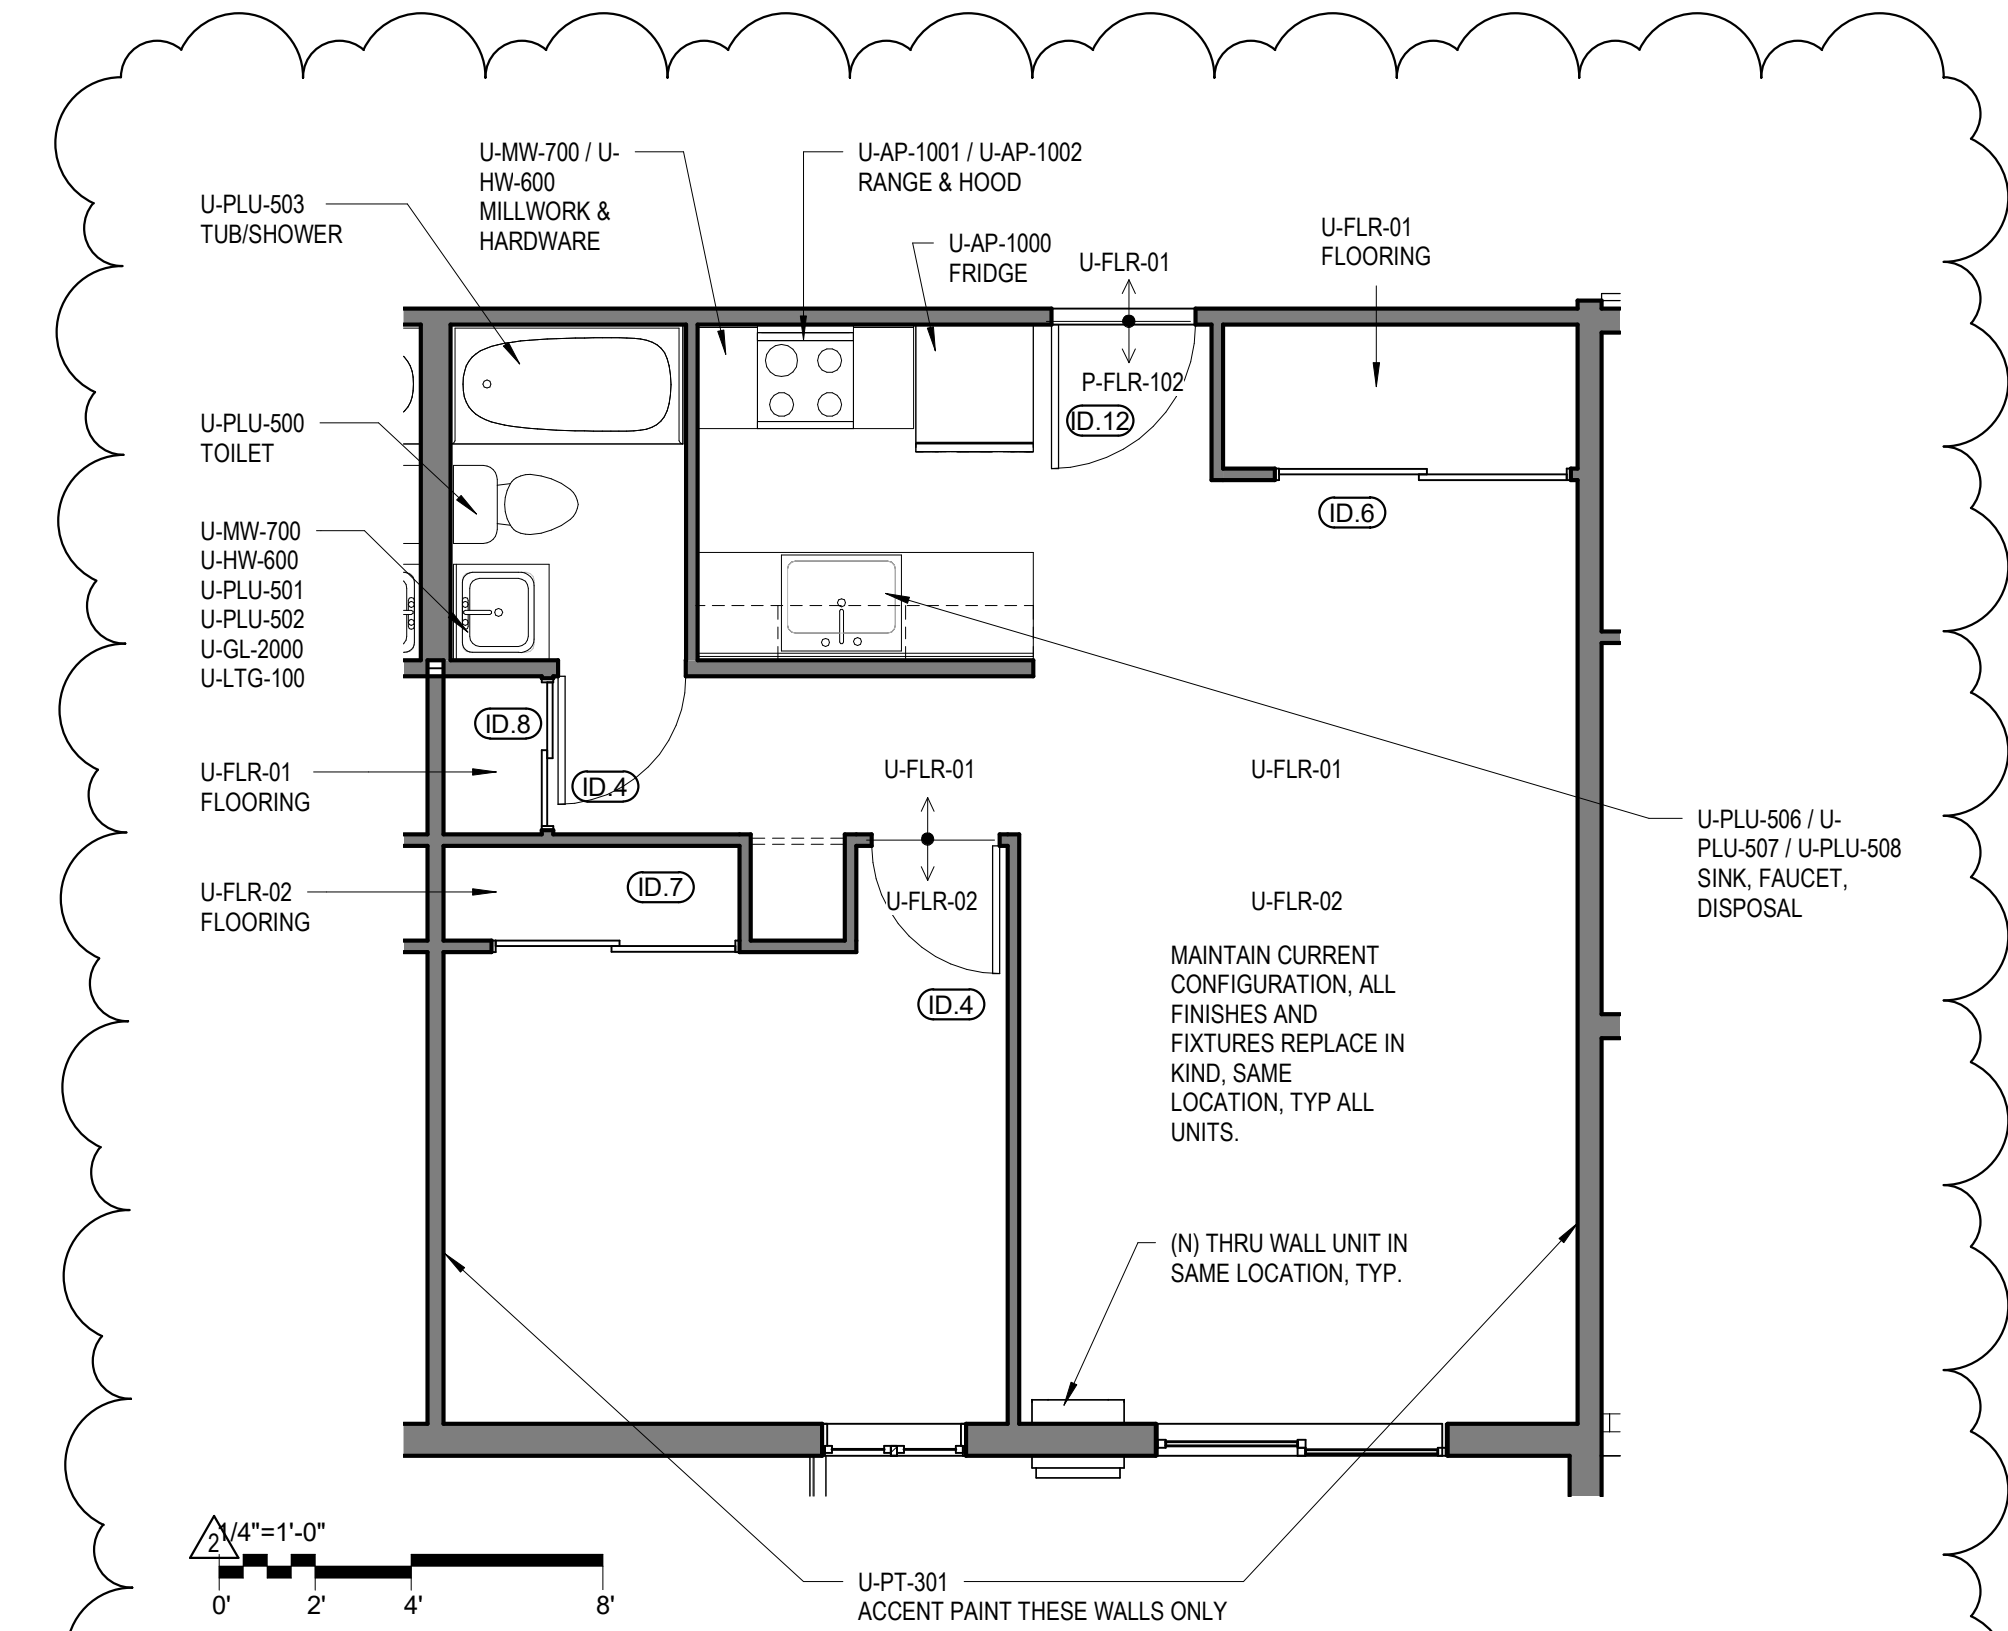 U-MW-700 / U-
HW-600
MILLWORK &
HARDWARE
U-AP-1001 / U-AP-1002
RANGE & HOOD
U-PLU-503
TUB/SHOWER
U-AP-1000
FRIDGE
U-FLR-01
U-FLR-01
FLOORING
P-FLR-102
ID.12
U-PLU-500
TOILET
ID.6
U-MW-700
U-HW-600
U-PLU-501
U-PLU-502
U-GL-2000
U-LTG-100
ID.8
U-FLR-01
FLOORING
ID.4
U-FLR-01
U-FLR-01
U-PLU-506 / U-
PLU-507 / U-PLU-508
SINK, FAUCET,
DISPOSAL
U-FLR-02
FLOORING
ID.7
U-FLR-02
U-FLR-02
MAINTAIN CURRENT
CONFIGURATION, ALL
FINISHES AND
FIXTURES REPLACE IN
KIND, SAME
LOCATION, TYP ALL
UNITS.
ID.4
(N) THRU WALL UNIT IN
SAME LOCATION, TYP.
2
1/4"=1'-0"
0' 2' 4' 8'
U-PT-301
ACCENT PAINT THESE WALLS ONLY